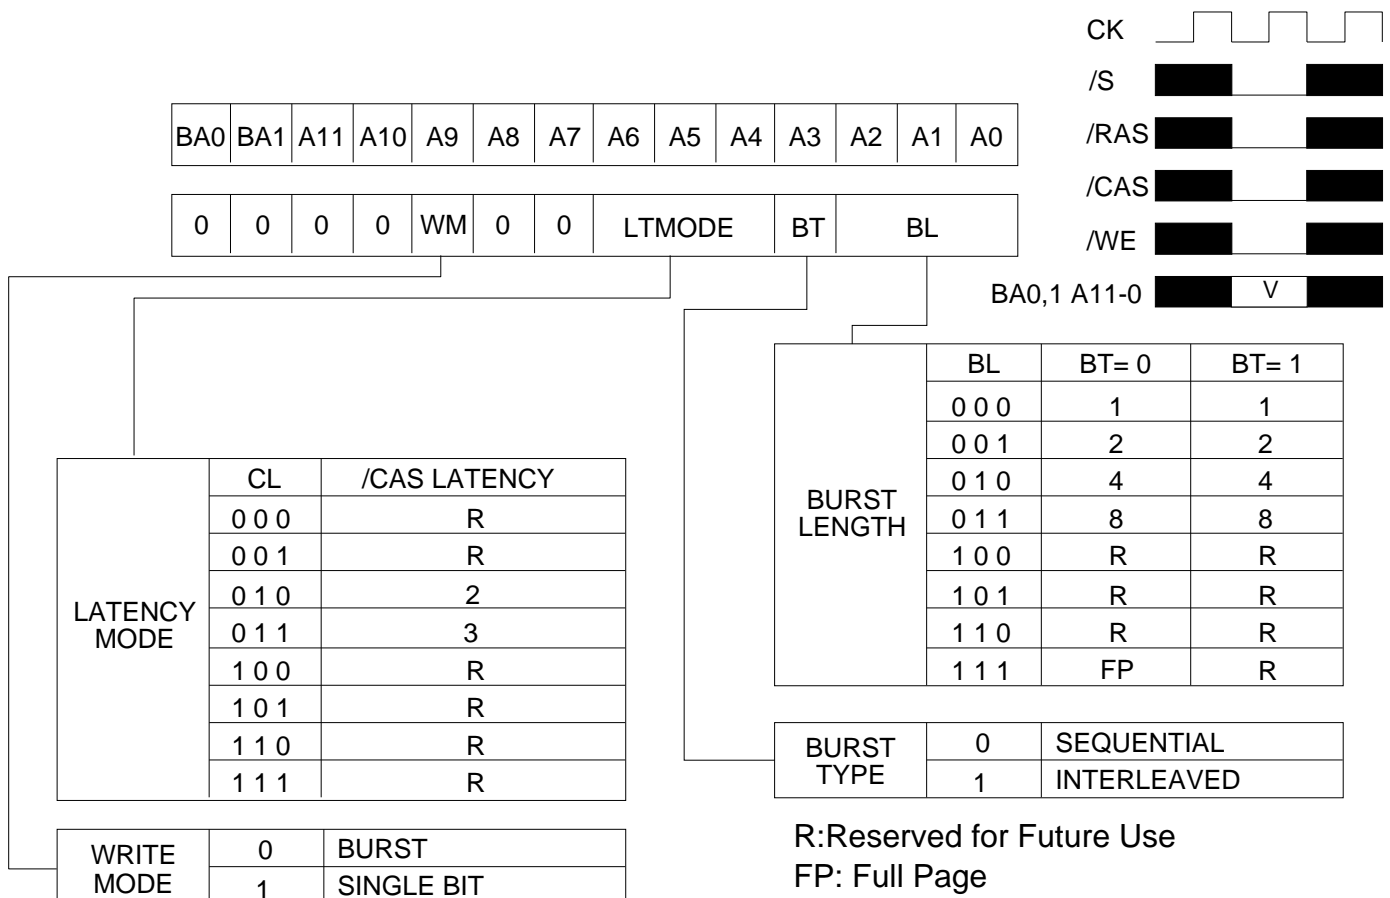 CK
/S
/RAS
/CAS
/WE
BA0,1 A11-0 V
BA0 BA1 A11 A10 A9 A8 A7 A6 A5 A4 A3 A2 A1 A0
0 0 0 0 WM 0 0 LTMODE BT BL
BURST LENGTH
BL BT= 0 BT= 1
0 0 0 1 1
0 0 1 2 2
0 1 0 4 4
0 1 1 8 8
1 0 0 R R
1 0 1 R R
1 1 0 R R
1 1 1 FP R
LATENCY MODE
CL /CAS LATENCY
0 0 0 R
0 0 1 R
0 1 0 2
0 1 1 3
1 0 0 R
1 0 1 R
1 1 0 R
1 1 1 R
BURST TYPE
0 SEQUENTIAL
1 INTERLEAVED
WRITE MODE
0 BURST
1 SINGLE BIT
R:Reserved for Future Use
FP: Full Page